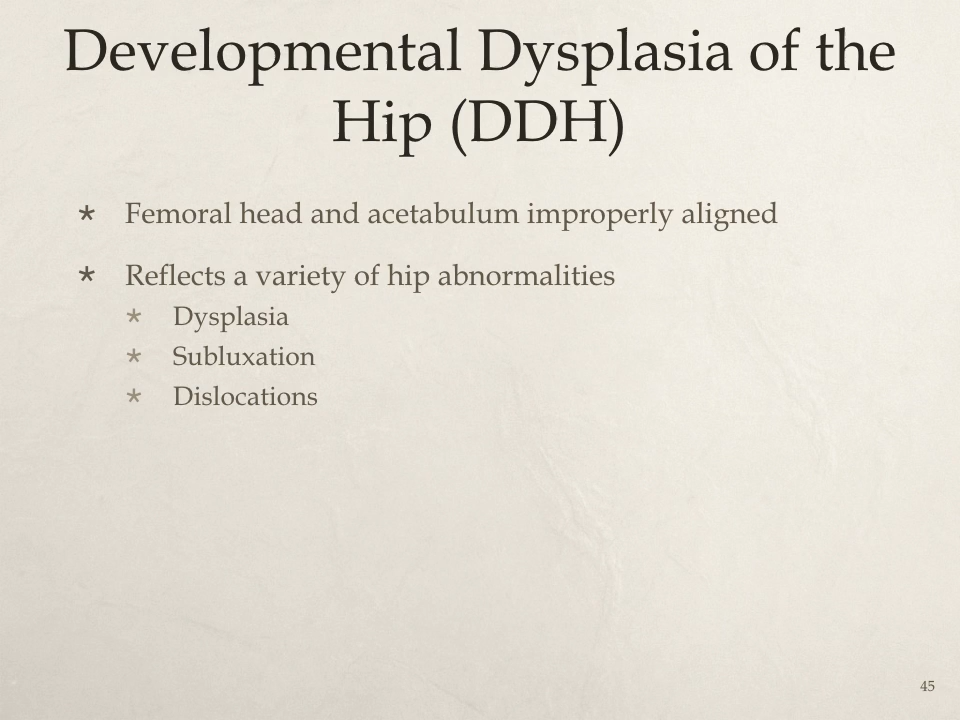 Developmental Dysplasia of the
Hip (DDH)
* Femoral head and acetabulum improperly aligned
* Reflects a variety of hip abnormalities
* Dysplasia
* Subluxation
* Dislocations
45